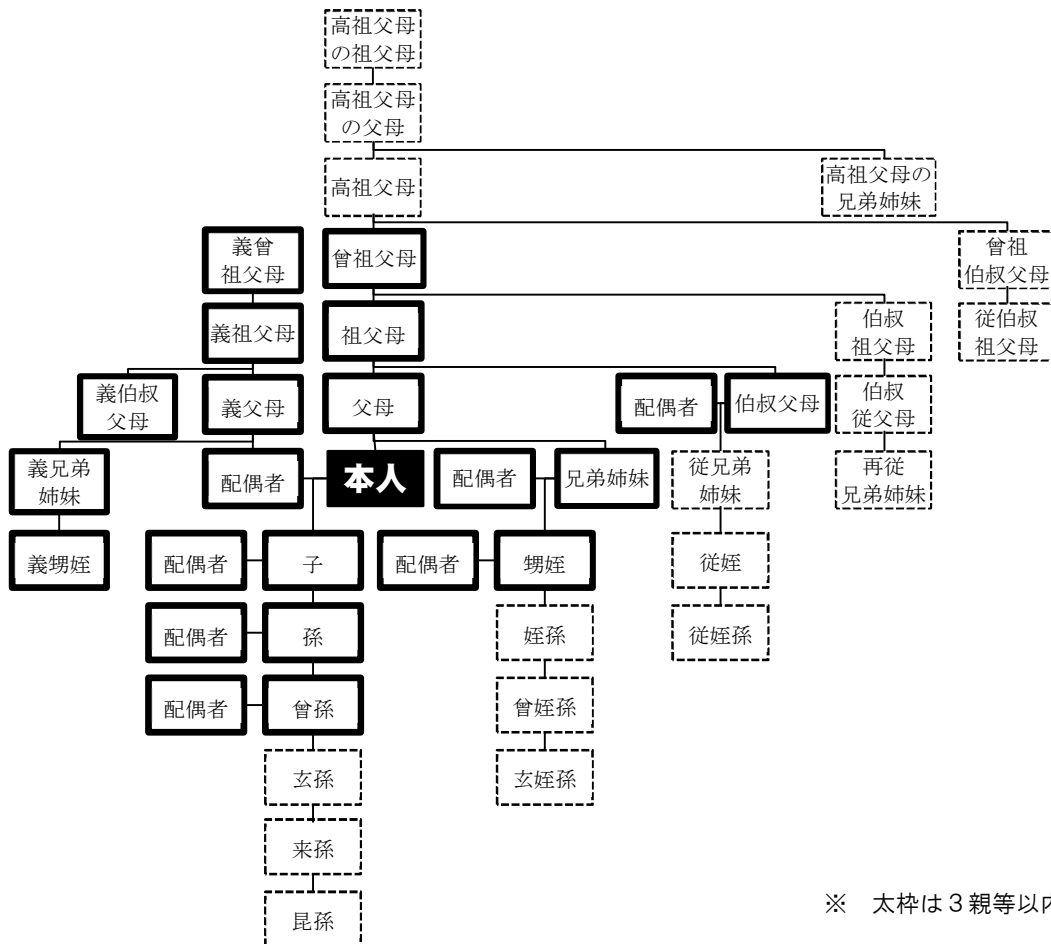 高祖父母
の祖父母
高祖父母
の父母
高祖父母
高祖父母の
兄弟姉妹
義曾
祖父母
曾祖父母
曾祖
伯叔父母
義祖父母
祖父母
伯叔
祖父母
従伯叔
祖父母
義伯叔
父母
義父母
父母
配偶者
伯叔父母
伯叔
従父母
義兄弟
姉妹
配偶者
本人
配偶者
兄弟姉妹
従兄弟
姉妹
再従
兄弟姉妹
義甥姪
配偶者
子
配偶者
甥姪
従姪
配偶者
孫
姪孫
従姪孫
配偶者
曾孫
曾姪孫
玄孫
玄姪孫
来孫
昆孫
※ 太枠は３親等以内